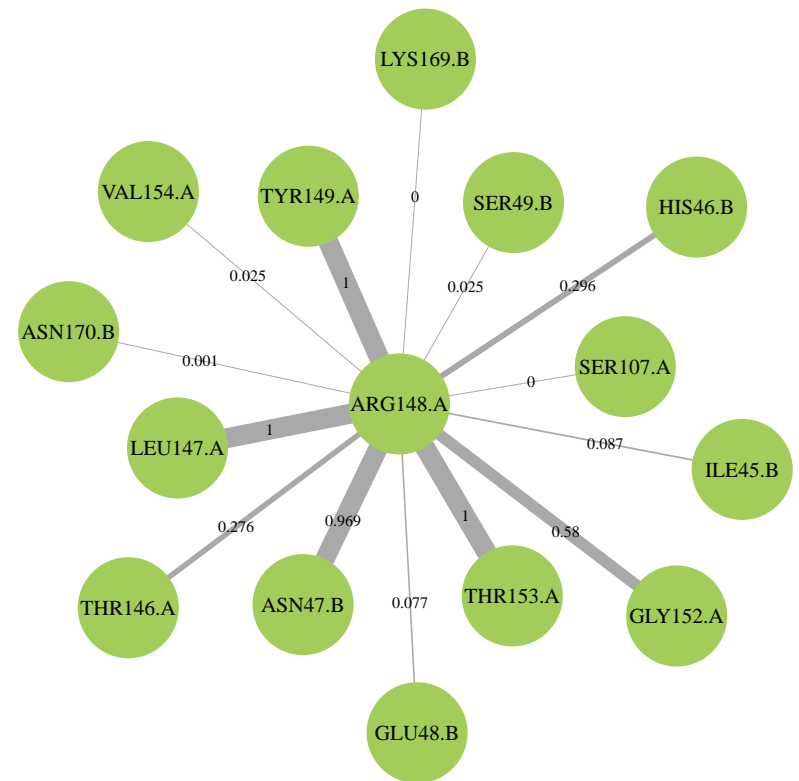 LYS169.B
VAL154.A
TYR149.A
0
SER49.B
HIS46.B
0.025
1
0.025
0.296
ASN170.B
0.001
SER107.A
0
ARG148.A
LEU147.A
1
0.087
ILE45.B
0.276
0.969
1
0.58
THR146.A
ASN47.B
0.077
THR153.A
GLY152.A
GLU48.B